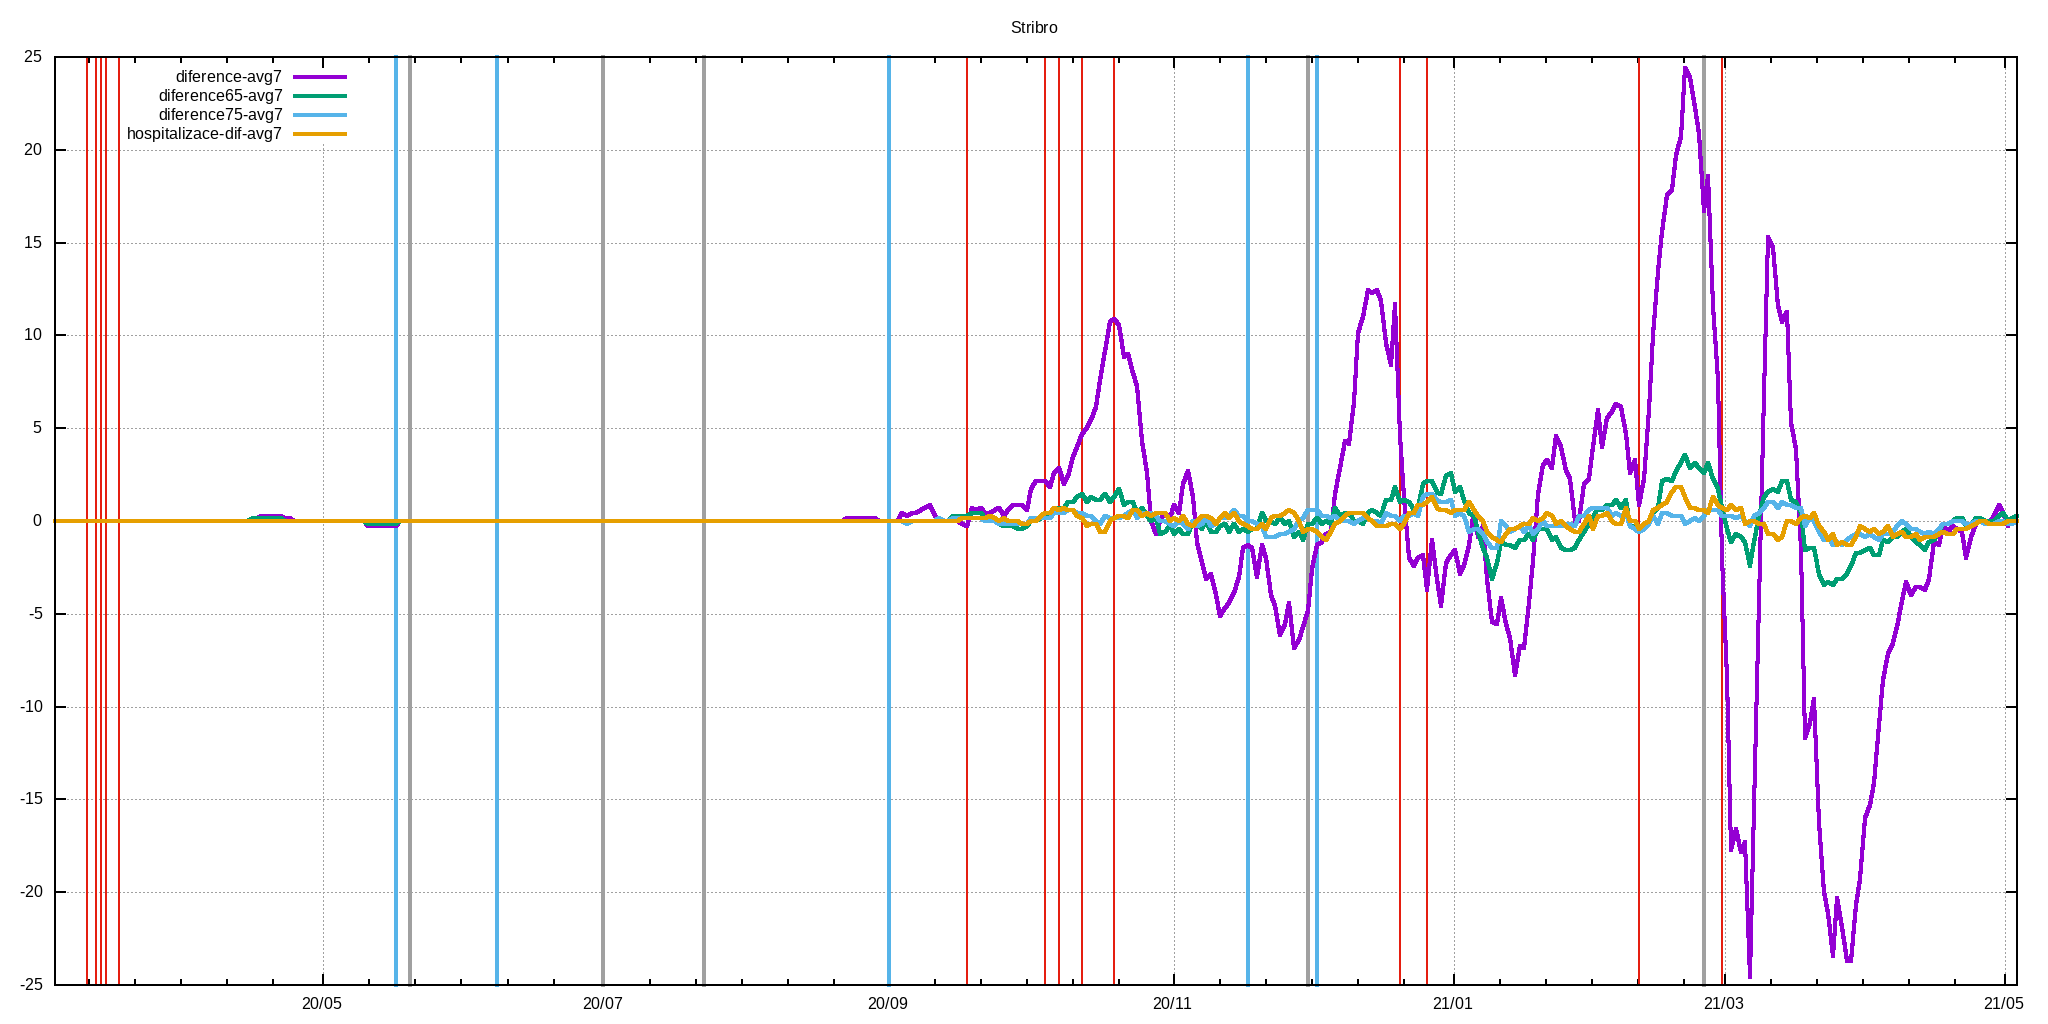 Stribro
25
diference-avg7
diference65-avg7
diference75-avg7
hospitalizace-dif-avg7
20
15
10
5
0
-5
-10
-15
-20
-25
20/05 20/07 20/09 20/11 21/01 21/03 21/05